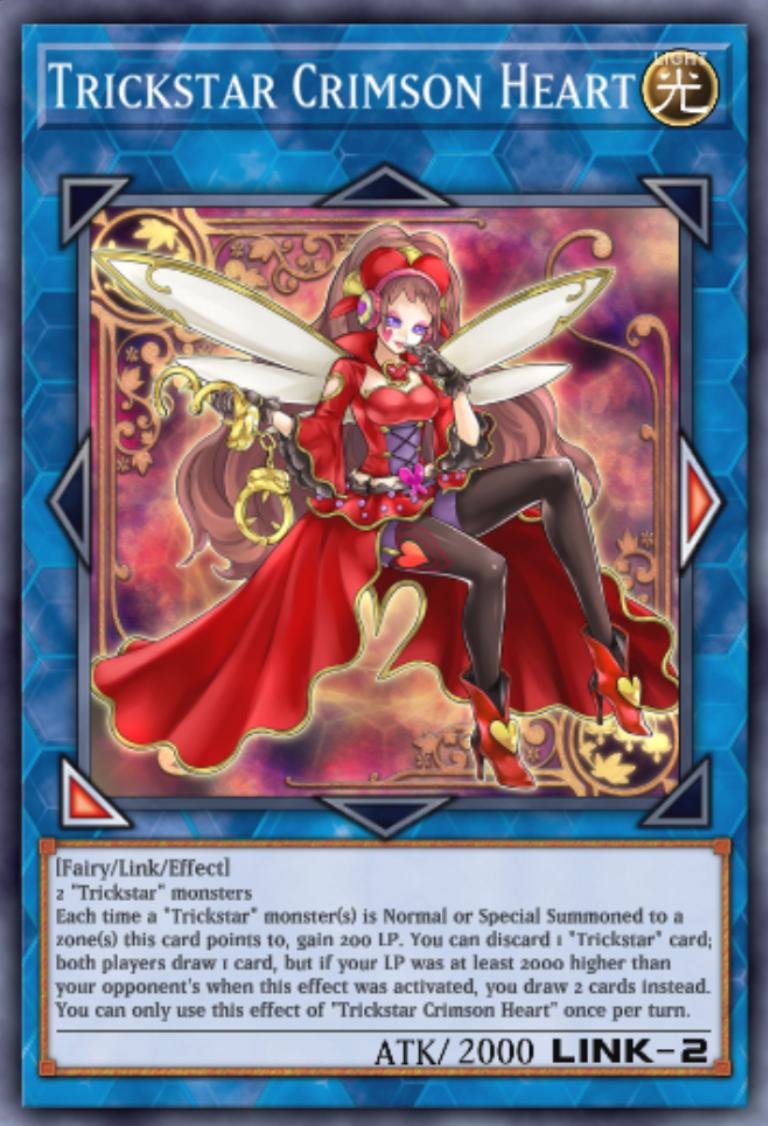 TRICKSTAR CRIMSON HEART
LIGHT
光
[Fairy/Link/Effect]
2 "Trickstar" monsters
Each time a "Trickstar" monster(s) is Normal or Special Summoned to a
zone(s) this card points to, gain 200 LP. You can discard 1 "Trickstar" card;
both players draw 1 card, but if your LP was at least 2000 higher than
your opponent's when this effect was activated, you draw 2 cards instead.
You can only use this effect of "Trickstar Crimson Heart" once per turn.
ATK/ 2000 LINK-2